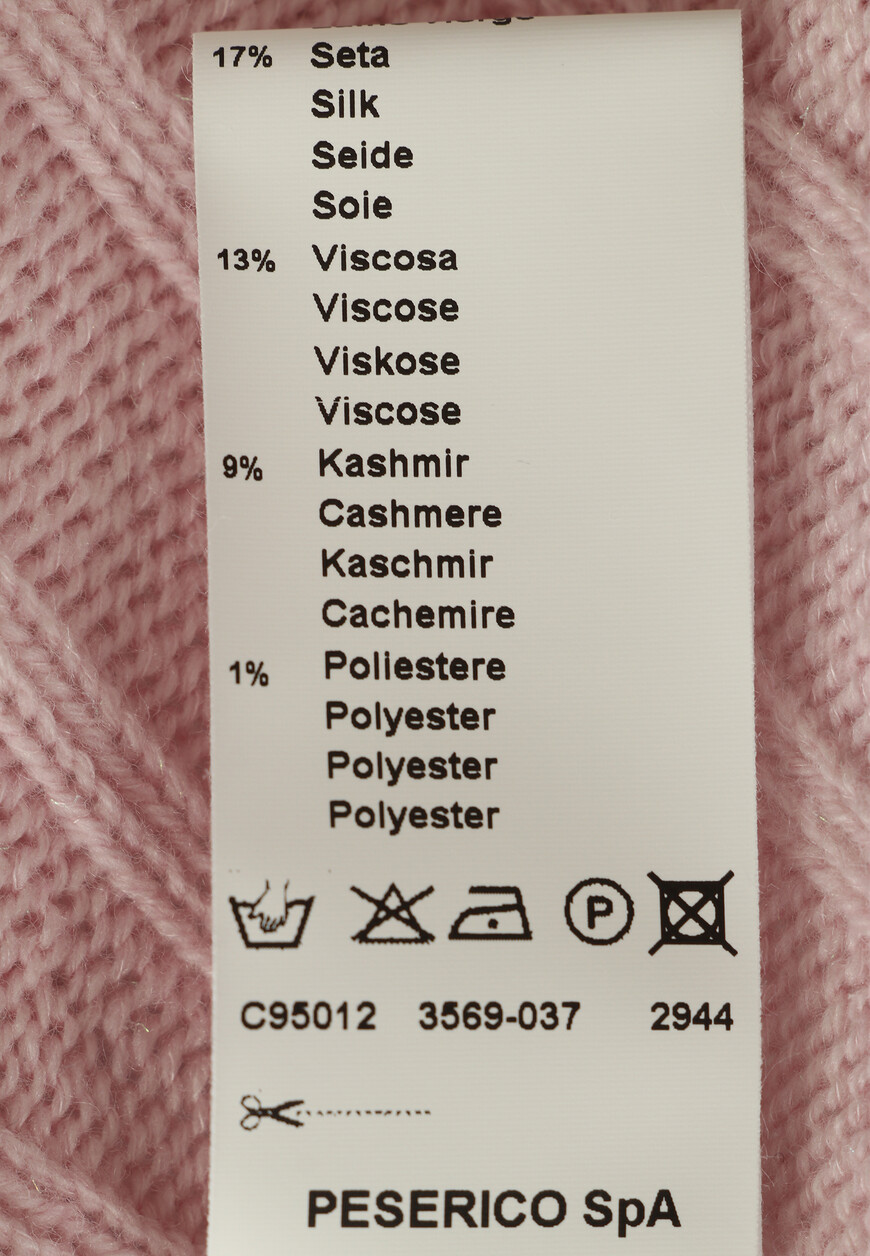 17% Seta
Silk
Seide
Soie
13% Viscosa
Viscose
Viskose
Viscose
9% Kashmir
Cashmere
Kaschmir
Cachemire
1% Poliestere
Polyester
Polyester
Polyester
P
C95012 3569-037 2944
PESERICO SpA